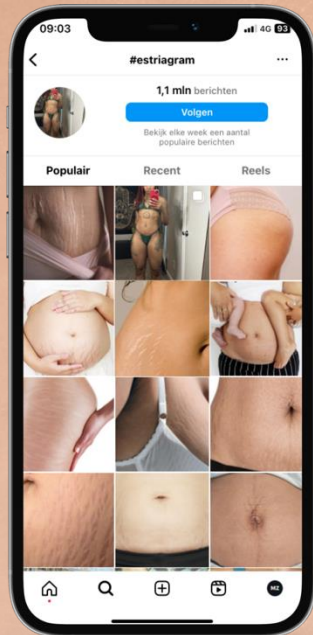 09:03
4G 93
#estriagram
1,1 mln berichten
Volgen
Bekijk elke week een aantal
populaire berichten
Populair Recent Reels
MZ